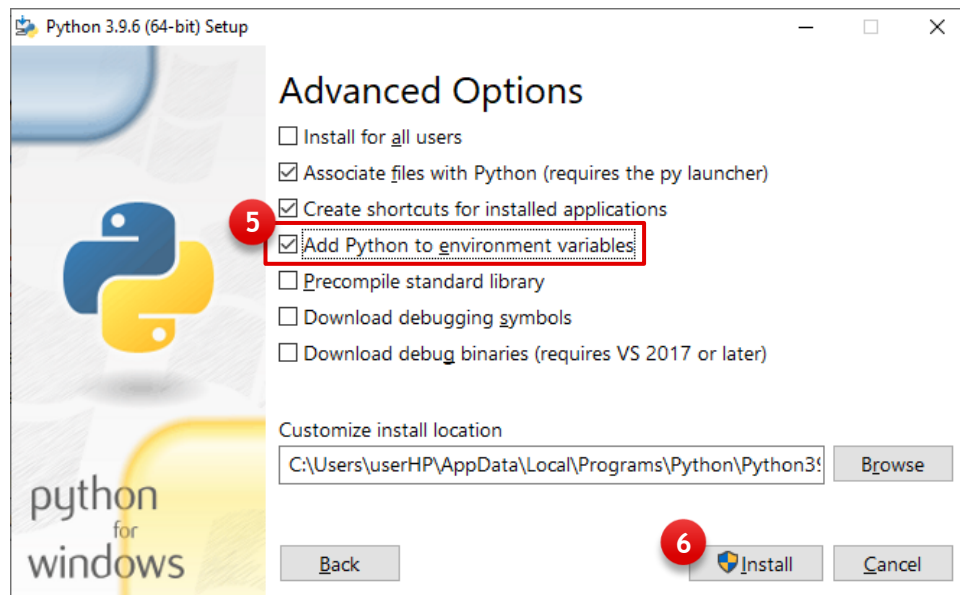 Python 3.9.6 (64-bit) Setup
Advanced Options
Install for all users
Associate files with Python (requires the py launcher)
Create shortcuts for installed applications
5
Add Python to environment variables
Precompile standard library
Download debugging symbols
Download debug binaries (requires VS 2017 or later)
Customize install location
C:\Users\userHP\AppData\Local\Programs\Python\Python39
Browse
python
for
windows
6
Back
Install
Cancel